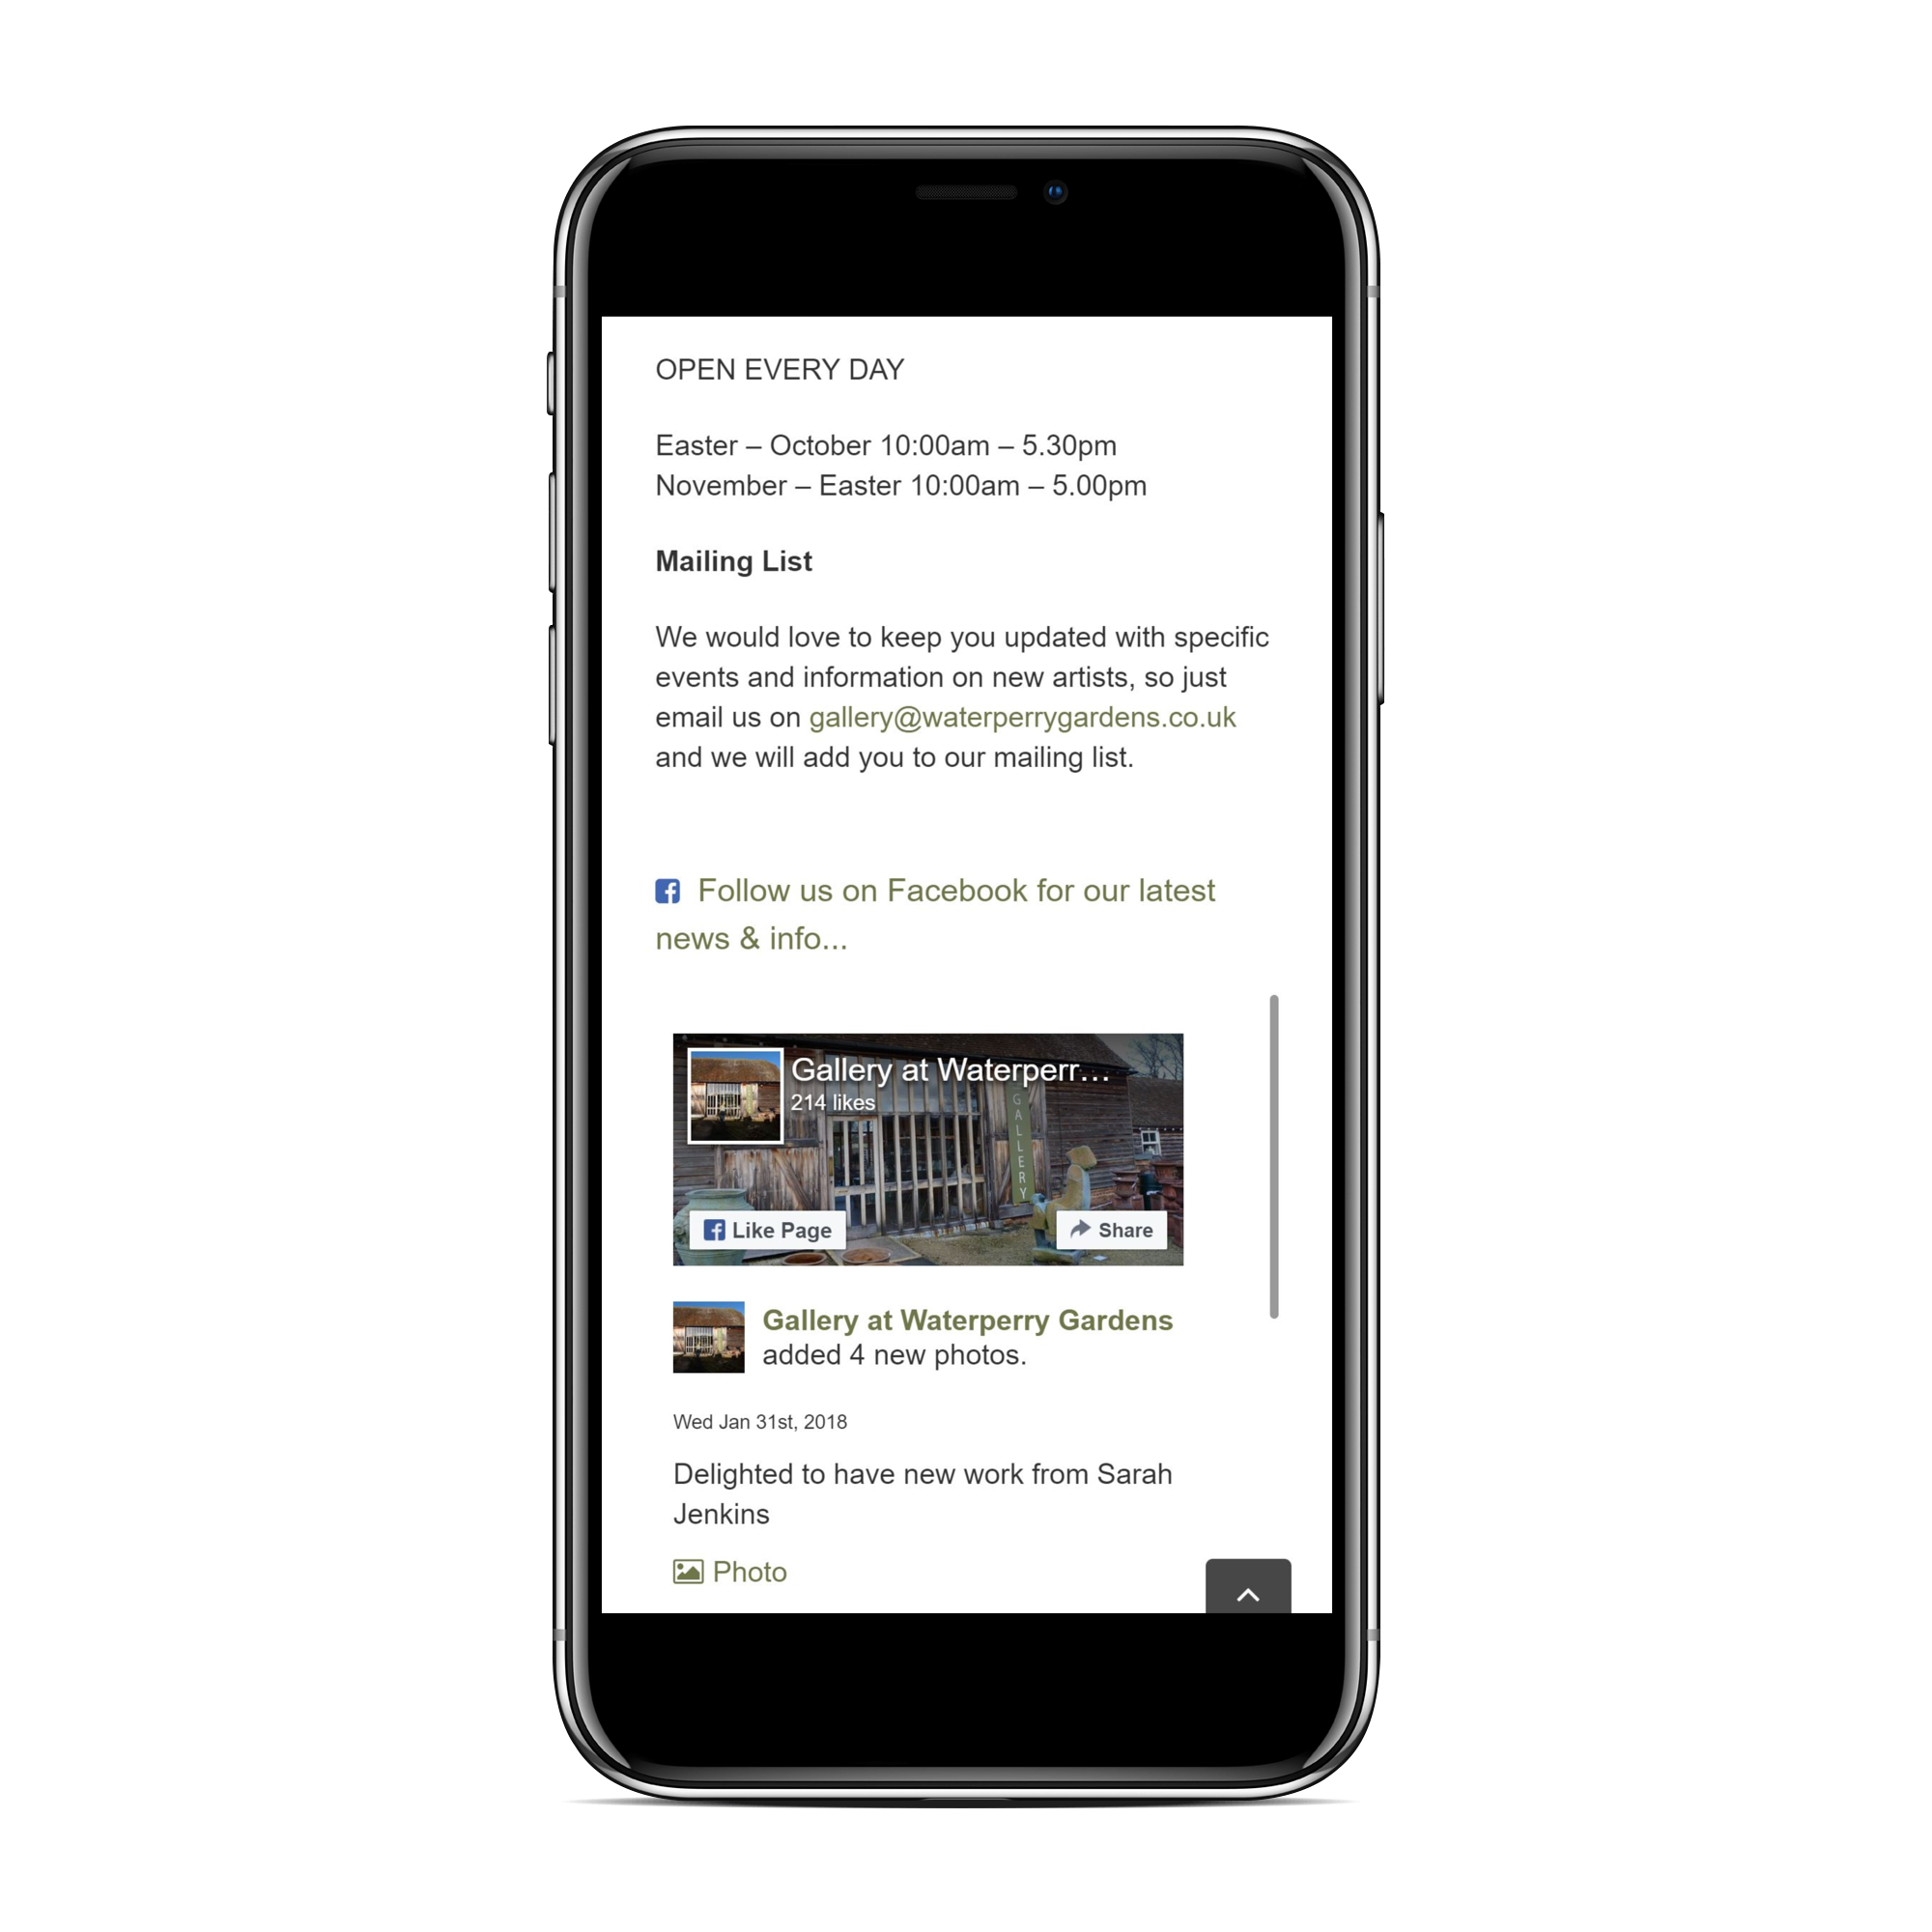 OPEN EVERY DAY
Easter – October 10:00am – 5.30pm
November – Easter 10:00am – 5.00pm
Mailing List
We would love to keep you updated with specific
events and information on new artists, so just
email us on gallery@waterperrygardens.co.uk
and we will add you to our mailing list.
Follow us on Facebook for our latest
news & info...
Gallery at Waterperr...
214 likes
GALLERY
Like Page
Share
Gallery at Waterperry Gardens
added 4 new photos.
Wed Jan 31st, 2018
Delighted to have new work from Sarah
Jenkins
Photo